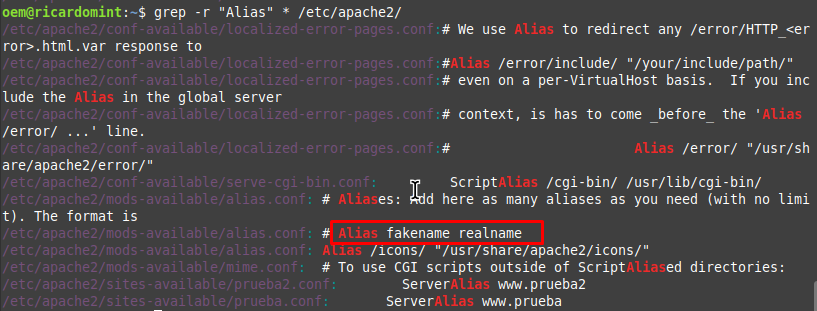 oem@ricardomint:~$ grep -r "Alias" * /etc/apache2/
/etc/apache2/conf-available/localized-error-pages.conf:# We use Alias to redirect any /error/HTTP_<er
ror>.html.var response to
/etc/apache2/conf-available/localized-error-pages.conf:#Alias /error/include/ "/your/include/path/"
/etc/apache2/conf-available/localized-error-pages.conf:# even on a per-VirtualHost basis.  If you inc
lude the Alias in the global server
/etc/apache2/conf-available/localized-error-pages.conf:# context, is has to come _before_ the 'Alias
/error/ ...' line.
/etc/apache2/conf-available/localized-error-pages.conf:#                       Alias /error/ "/usr/sh
are/apache2/error/"
/etc/apache2/conf-available/serve-cgi-bin.conf:         ScriptAlias /cgi-bin/ /usr/lib/cgi-bin/
/etc/apache2/mods-available/alias.conf: # Aliases: Add here as many aliases as you need (with no limi
t). The format is
/etc/apache2/mods-available/alias.conf: # Alias fakename realname
/etc/apache2/mods-available/alias.conf: Alias /icons/ "/usr/share/apache2/icons/"
/etc/apache2/mods-available/mime.conf:  # To use CGI scripts outside of ScriptAliased directories:
/etc/apache2/sites-available/prueba2.conf:        ServerAlias www.prueba2
/etc/apache2/sites-available/prueba.conf:        ServerAlias www.prueba